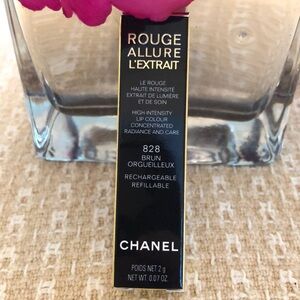 ROUGE
ALLURE
L'EXTRAIT
LE ROUGE
HAUTE INTENSITÉ
EXTRAIT DE LUMIÈRE
ET DE SOIN
HIGH INTENSITY
LIP COLOUR
CONCENTRATED
RADIANCE AND CARE
828
BRUN
ORGUEILLEUX
RECHARGEABLE
REFILLABLE
CHANEL
POIDS NET 2 g
NET WT. 0.07 OZ.